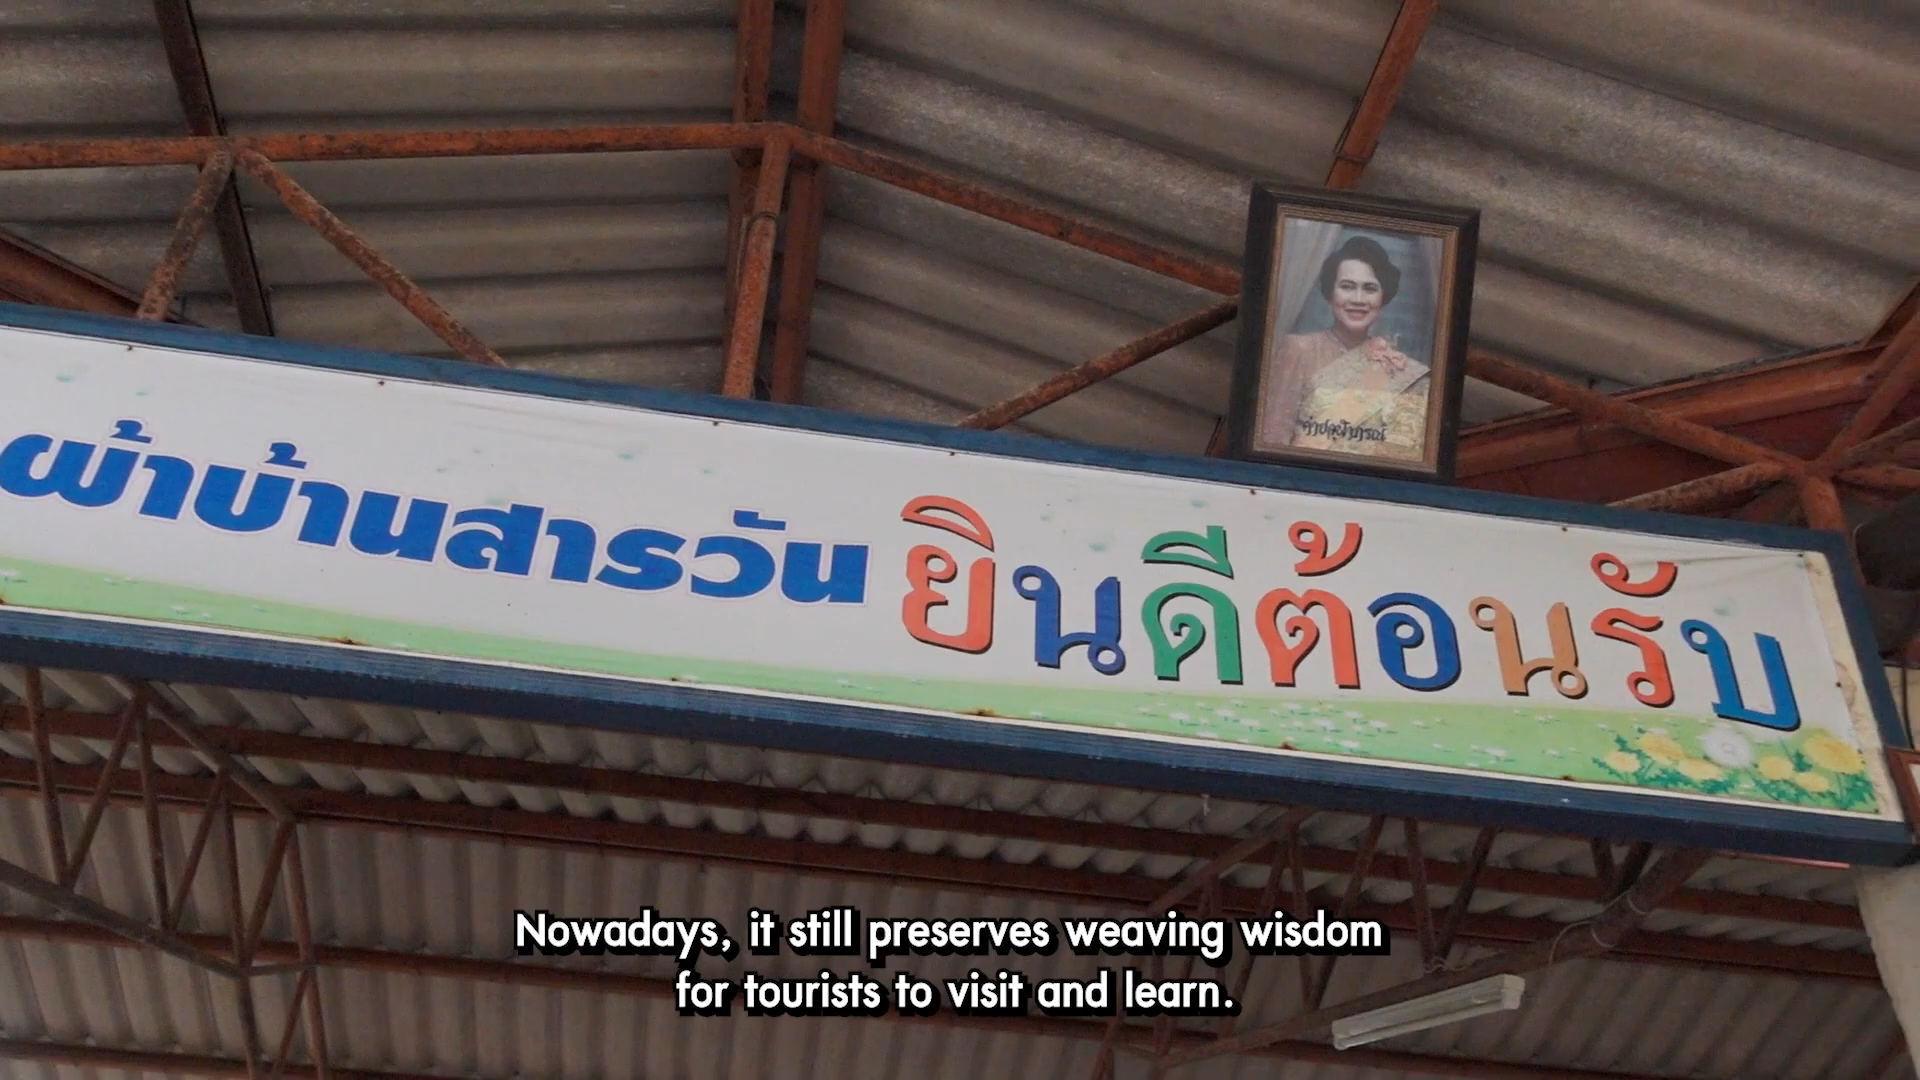 ผ้าบ้านสารวัน ยินดีต้อนรับ
Nowadays, it still preserves weaving wisdom
for tourists to visit and learn.